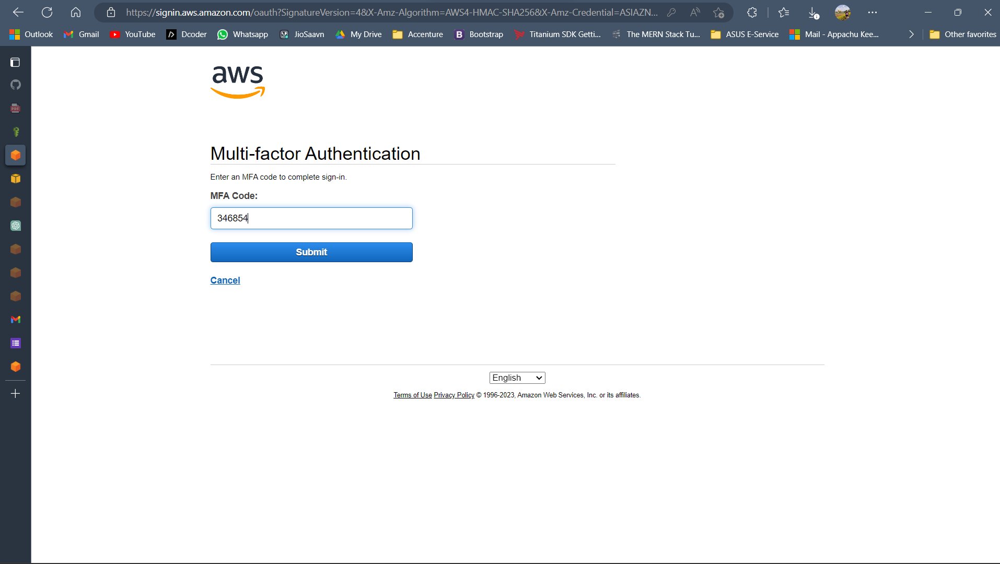 https://signin.aws.amazon.com/oauth?SignatureVersion=4&X-Amz-Algorithm=AWS4-HMAC-SHA256&X-Amz-Credential=ASIAZN...
Outlook Gmail YouTube Dcoder Whatsapp JioSaavn My Drive Accenture Bootstrap Titanium SDK Getti... The MERN Stack Tu... ASUS E-Service Mail - Appachu Kee... Other favorites
aws
Multi-factor Authentication
Enter an MFA code to complete sign-in.
MFA Code:
346854
Submit
Cancel
English
Terms of Use Privacy Policy © 1996-2023, Amazon Web Services, Inc. or its affiliates.